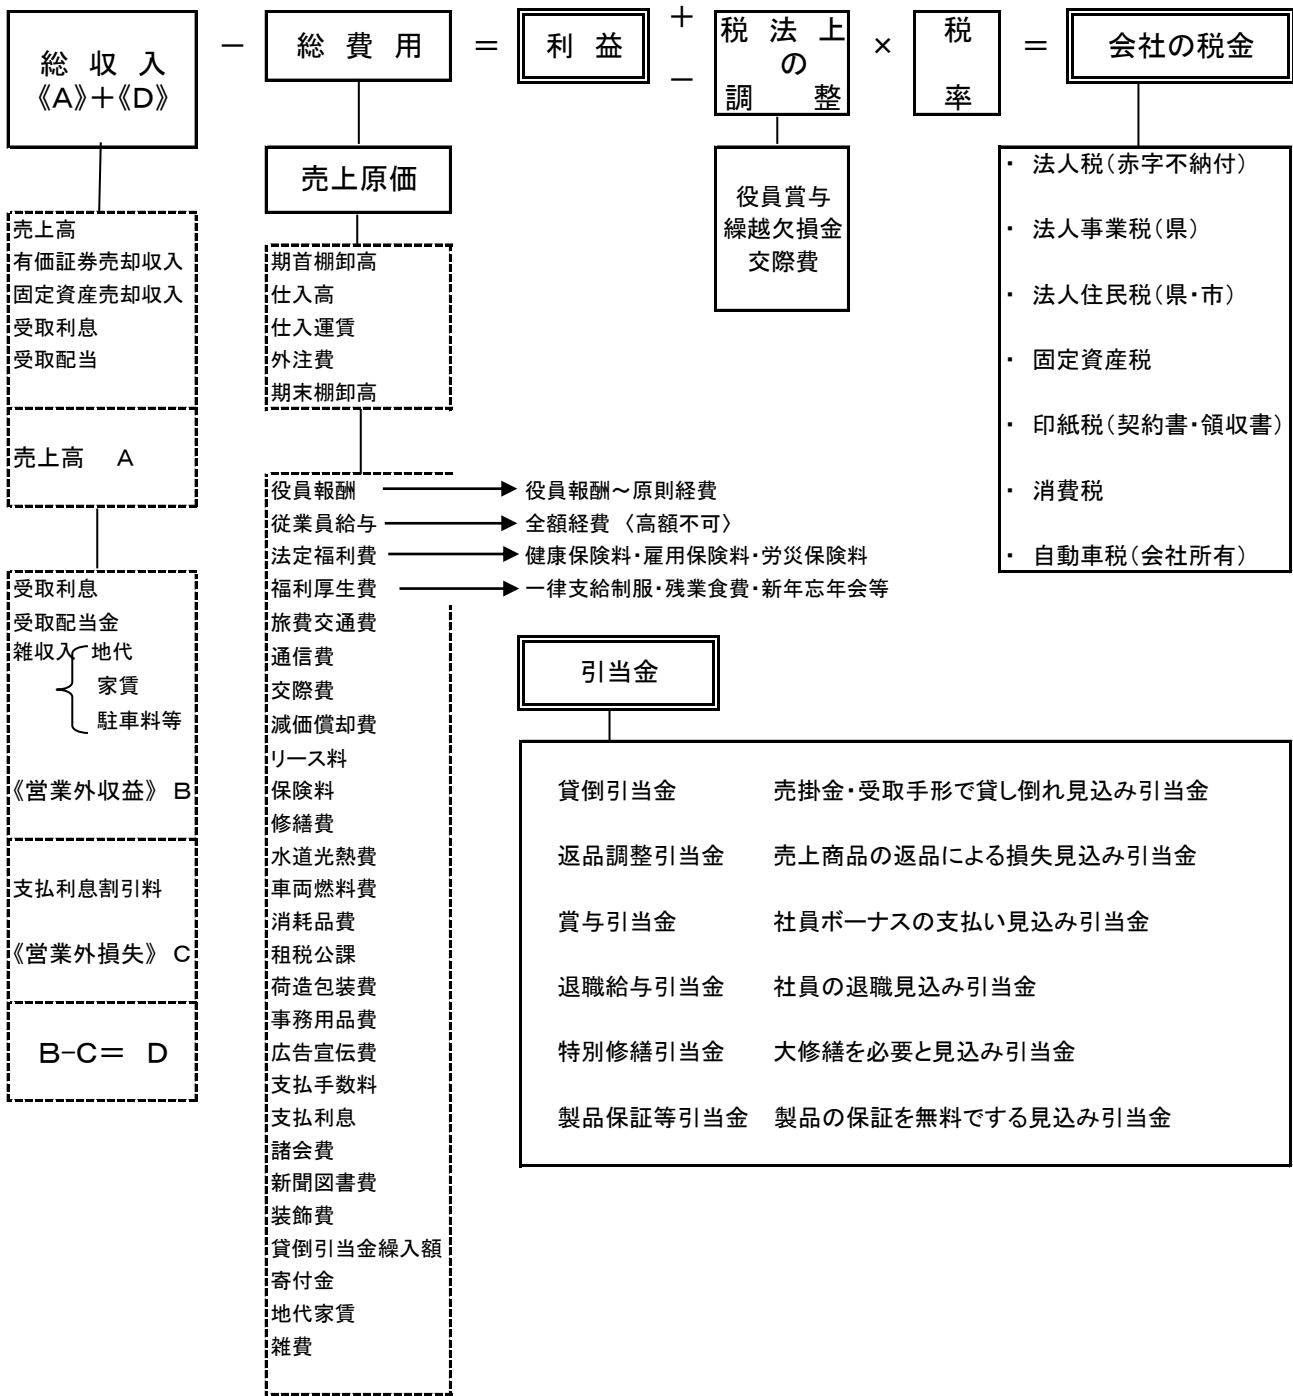 総収入
《A》＋《D》
－
総費用
＝
利益
＋
－
税法上
の
調整
×
税
率
＝
会社の税金
売上高
有価証券売却収入
固定資産売却収入
受取利息
受取配当
売上高　A
受取利息
受取配当金
雑収入 地代
家賃
駐車料等
《営業外収益》B
支払利息割引料
《営業外損失》C
B－C＝ D
売上原価
期首棚卸高
仕入高
仕入運賃
外注費
期末棚卸高
役員報酬 → 役員報酬～原則経費
従業員給与 → 全額経費〈高額不可〉
法定福利費 → 健康保険料・雇用保険料・労災保険料
福利厚生費 → 一律支給制服・残業食費・新年忘年会等
旅費交通費
通信費
交際費
減価償却費
リース料
保険料
修繕費
水道光熱費
車両燃料費
消耗品費
租税公課
荷造包装費
事務用品費
広告宣伝費
支払手数料
支払利息
諸会費
新聞図書費
装飾費
貸倒引当金繰入額
寄付金
地代家賃
雑費
役員賞与
繰越欠損金
交際費
・ 法人税（赤字不納付）
・ 法人事業税（県）
・ 法人住民税（県・市）
・ 固定資産税
・ 印紙税（契約書・領収書）
・ 消費税
・ 自動車税（会社所有）
引当金
貸倒引当金　売掛金・受取手形で貸し倒れ見込み引当金
返品調整引当金　売上商品の返品による損失見込み引当金
賞与引当金　社員ボーナスの支払い見込み引当金
退職給与引当金　社員の退職見込み引当金
特別修繕引当金　大修繕を必要と見込み引当金
製品保証等引当金　製品の保証を無料でする見込み引当金